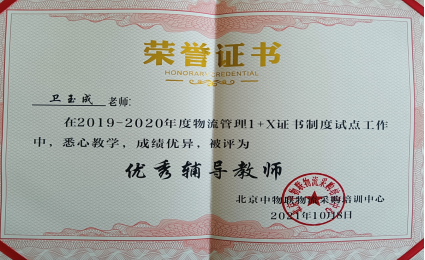 荣誉证书
HONORARY CREDENTIAL
卫玉成 老师:
在2019-2020年度物流管理1+X证书制度试点工作
中，悉心教学，成绩优异，被评为
优秀辅导教师
北京中物联物流采购培训中心
2021年10月8日